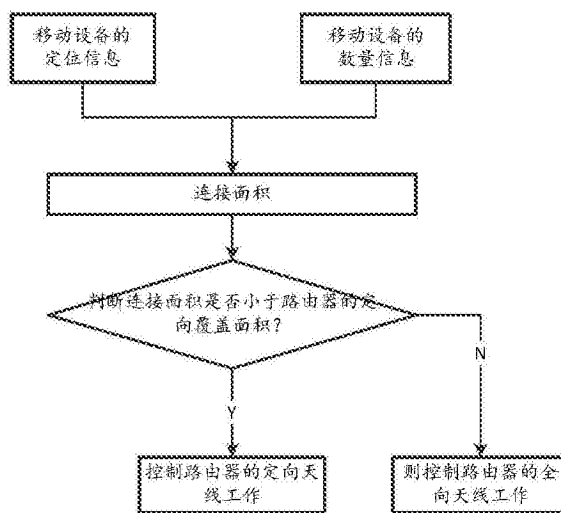 移动设备的
定位信息
移动设备的
数量信息
连接面积
判断连接面积是否小于路由器的定
向覆盖面积?
N
Y
控制路由器的定向天
线工作
则控制路由器的全
向天线工作